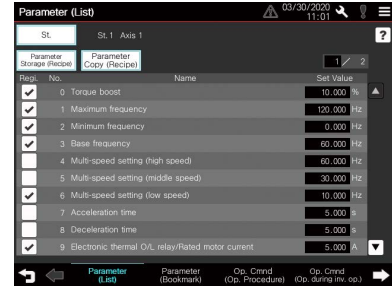 Parameter (List)
03/30/2020
11:01
St.
St. 1 Axis 1
?
Parameter
Storage (Recipe)
Parameter
Copy (Recipe)
1 / 2
Regi. No. Name Set Value
0 Torque boost 10.000 %
1 Maximum frequency 120.000 Hz
2 Minimum frequency 0.000 Hz
3 Base frequency 60.000 Hz
4 Multi-speed setting (high speed) 60.000 Hz
5 Multi-speed setting (middle speed) 30.000 Hz
6 Multi-speed setting (low speed) 10.000 Hz
7 Acceleration time 5.000 s
8 Deceleration time 5.000 s
9 Electronic thermal O/L relay/Rated motor current 5.000 A
Parameter
(List)
Parameter
(Bookmark)
Op. Cmnd
(Op. Procedure)
Op. Cmnd
(Op. during inv. op.)